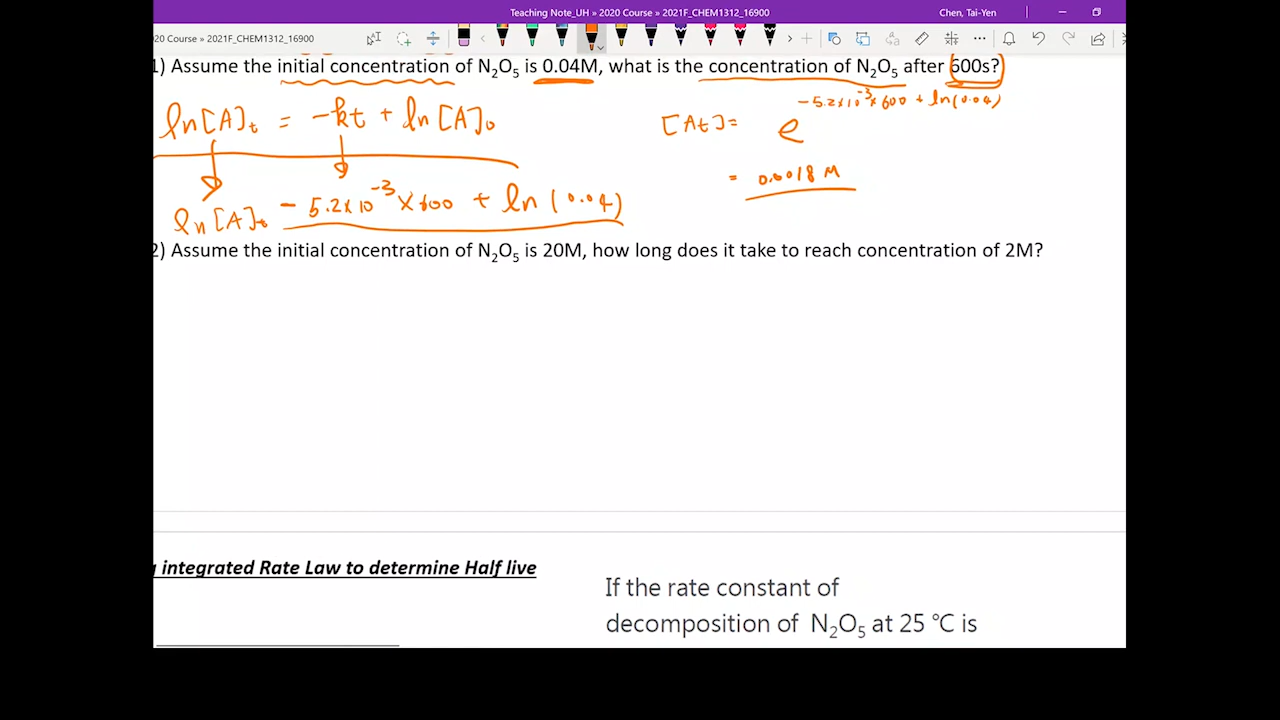 Teaching_Note_UH » 2020 Course » 2021F_CHEM1312_16900
Chen, Tai-Yen
20 Course » 2021F_CHEM1312_16900
1) Assume the initial concentration of N₂O₅ is 0.04M, what is the concentration of N₂O₅ after 600s?
ln[A]ₜ = -kt + ln[A]₀
[At] = e^(-5.2x10⁻³x600 + ln(0.04))
= 0.0018 M
ln[A]ₜ - 5.2x10⁻³ x 600 + ln(0.04)
2) Assume the initial concentration of N₂O₅ is 20M, how long does it take to reach concentration of 2M?
integrated Rate Law to determine Half live
If the rate constant of
decomposition of N₂O₅ at 25 °C is